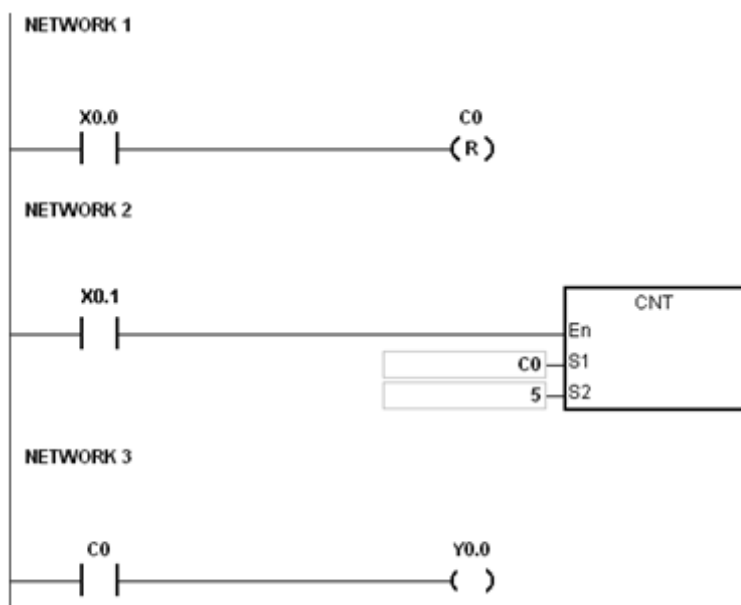 NETWORK 1
X0.0
C0
( R )
NETWORK 2
X0.1
CNT
En
C0 S1
5 S2
NETWORK 3
C0
Y0.0
( )